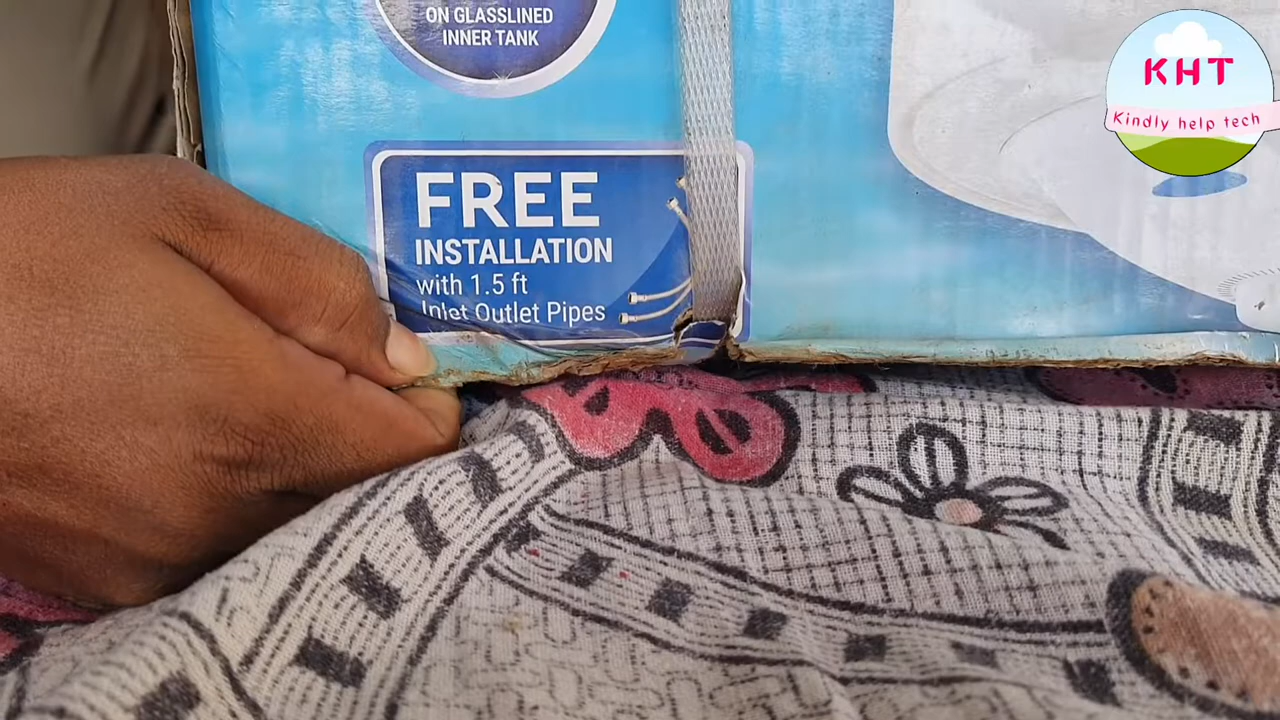 ON GLASSLINED
INNER TANK
KHT
Kindly help tech
FREE
INSTALLATION
with 1.5 ft
Inlet Outlet Pipes